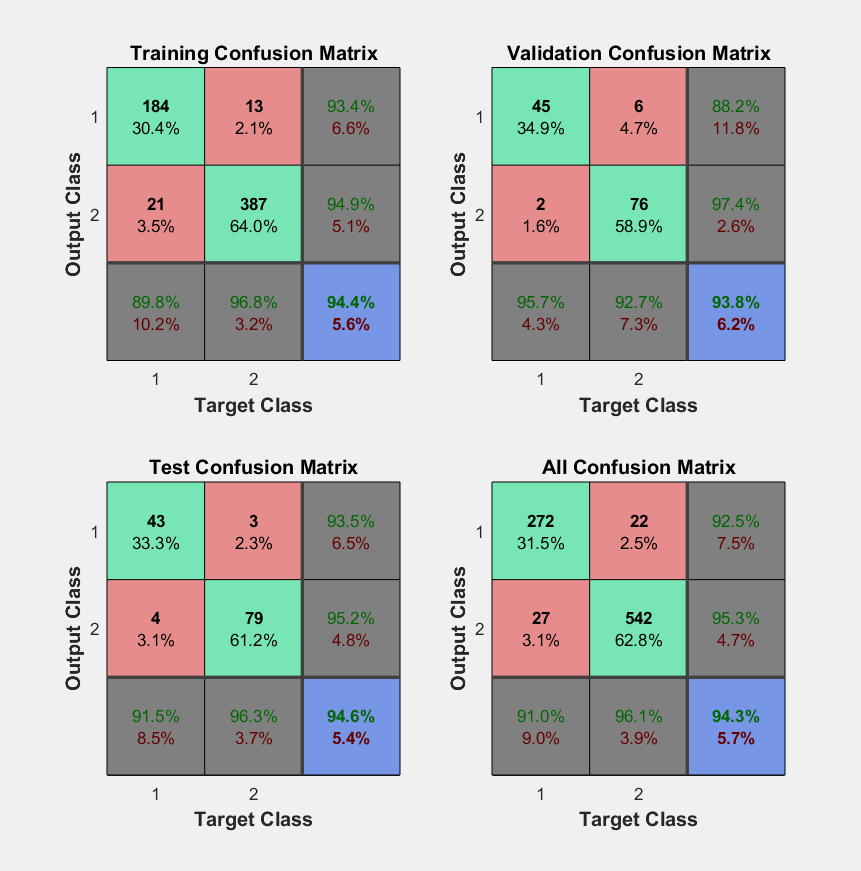 Training Confusion Matrix
184 13 93.4%
1
30.4% 2.1% 6.6%
21 387 94.9%
2
3.5% 64.0% 5.1%
89.8% 96.8% 94.4%
10.2% 3.2% 5.6%
1 2
Target Class
Output Class
Validation Confusion Matrix
45 6 88.2%
1
34.9% 4.7% 11.8%
2 76 97.4%
2
1.6% 58.9% 2.6%
95.7% 92.7% 93.8%
4.3% 7.3% 6.2%
1 2
Target Class
Output Class
Test Confusion Matrix
43 3 93.5%
1
33.3% 2.3% 6.5%
4 79 95.2%
2
3.1% 61.2% 4.8%
91.5% 96.3% 94.6%
8.5% 3.7% 5.4%
1 2
Target Class
Output Class
All Confusion Matrix
272 22 92.5%
1
31.5% 2.5% 7.5%
27 542 95.3%
2
3.1% 62.8% 4.7%
91.0% 96.1% 94.3%
9.0% 3.9% 5.7%
1 2
Target Class
Output Class